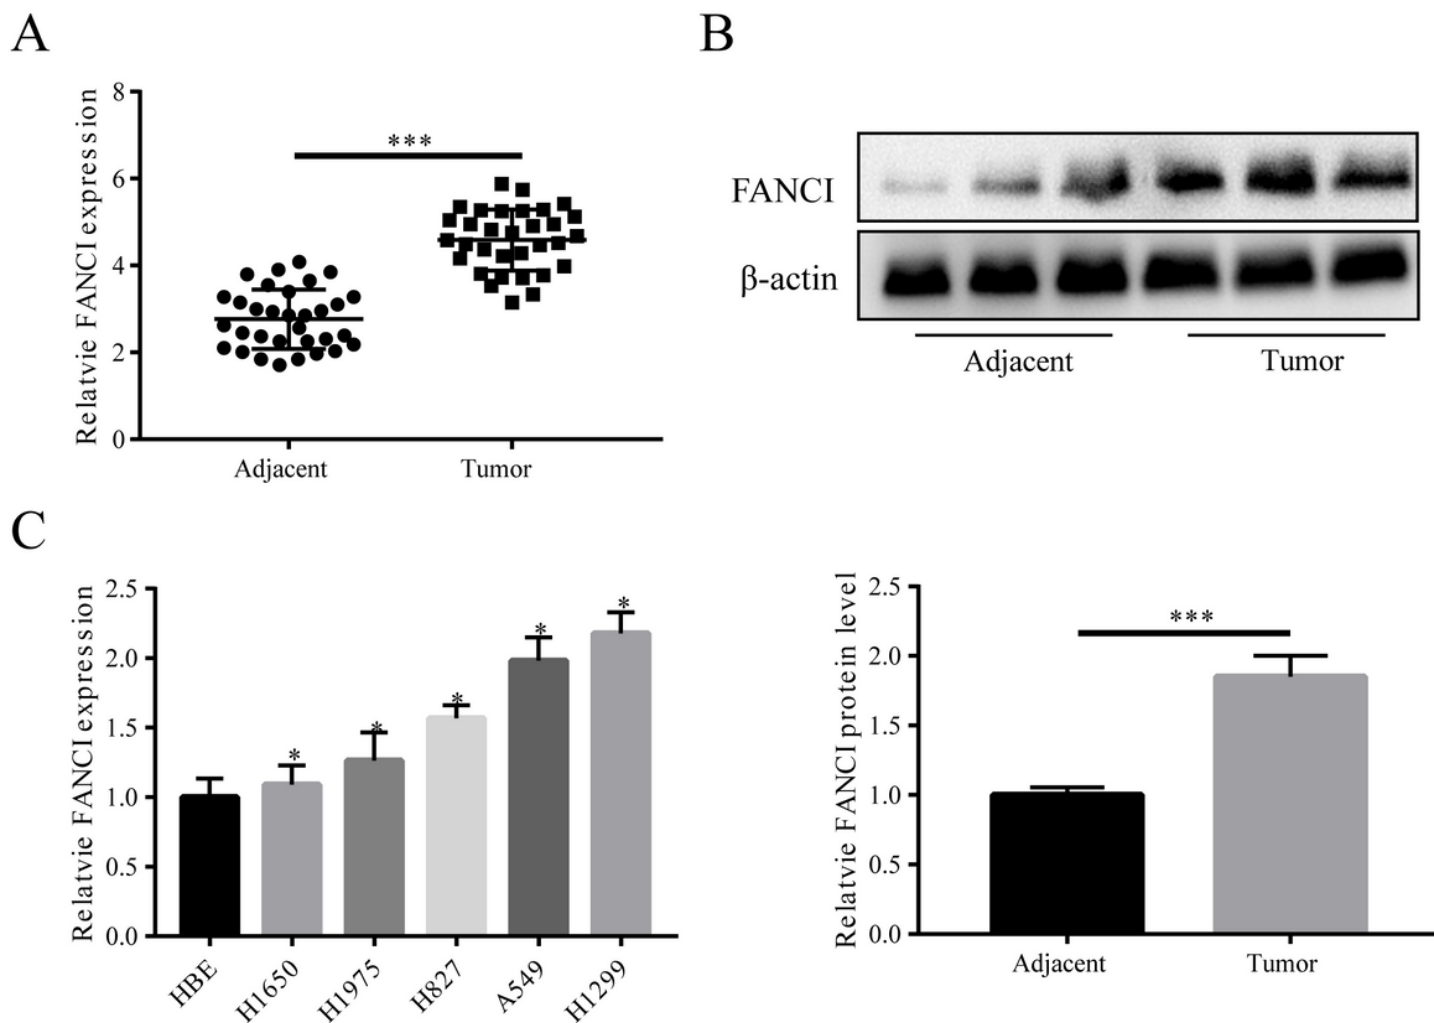 A
B
Relatvie FANCI expression
8
6
4
2
0
***
Adjacent
Tumor
FANCI
β-actin
Adjacent
Tumor
C
Relatvie FANCI expression
2.5
2.0
1.5
1.0
0.5
0.0
*
*
*
*
*
HBE
H1650
H1975
H827
A549
H1299
Relatvie FANCI protein level
2.5
2.0
1.5
1.0
0.5
0.0
***
Adjacent
Tumor